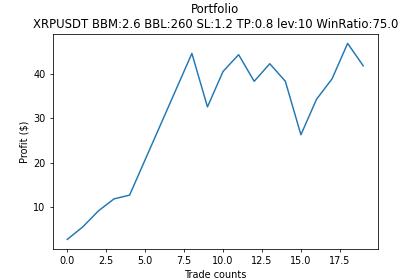 Portfolio
XRPUSDT BBM:2.6 BBL:260 SL:1.2 TP:0.8 lev:10 WinRatio:75.0
40
30
20
10
Profit ($)
0.0 2.5 5.0 7.5 10.0 12.5 15.0 17.5
Trade counts